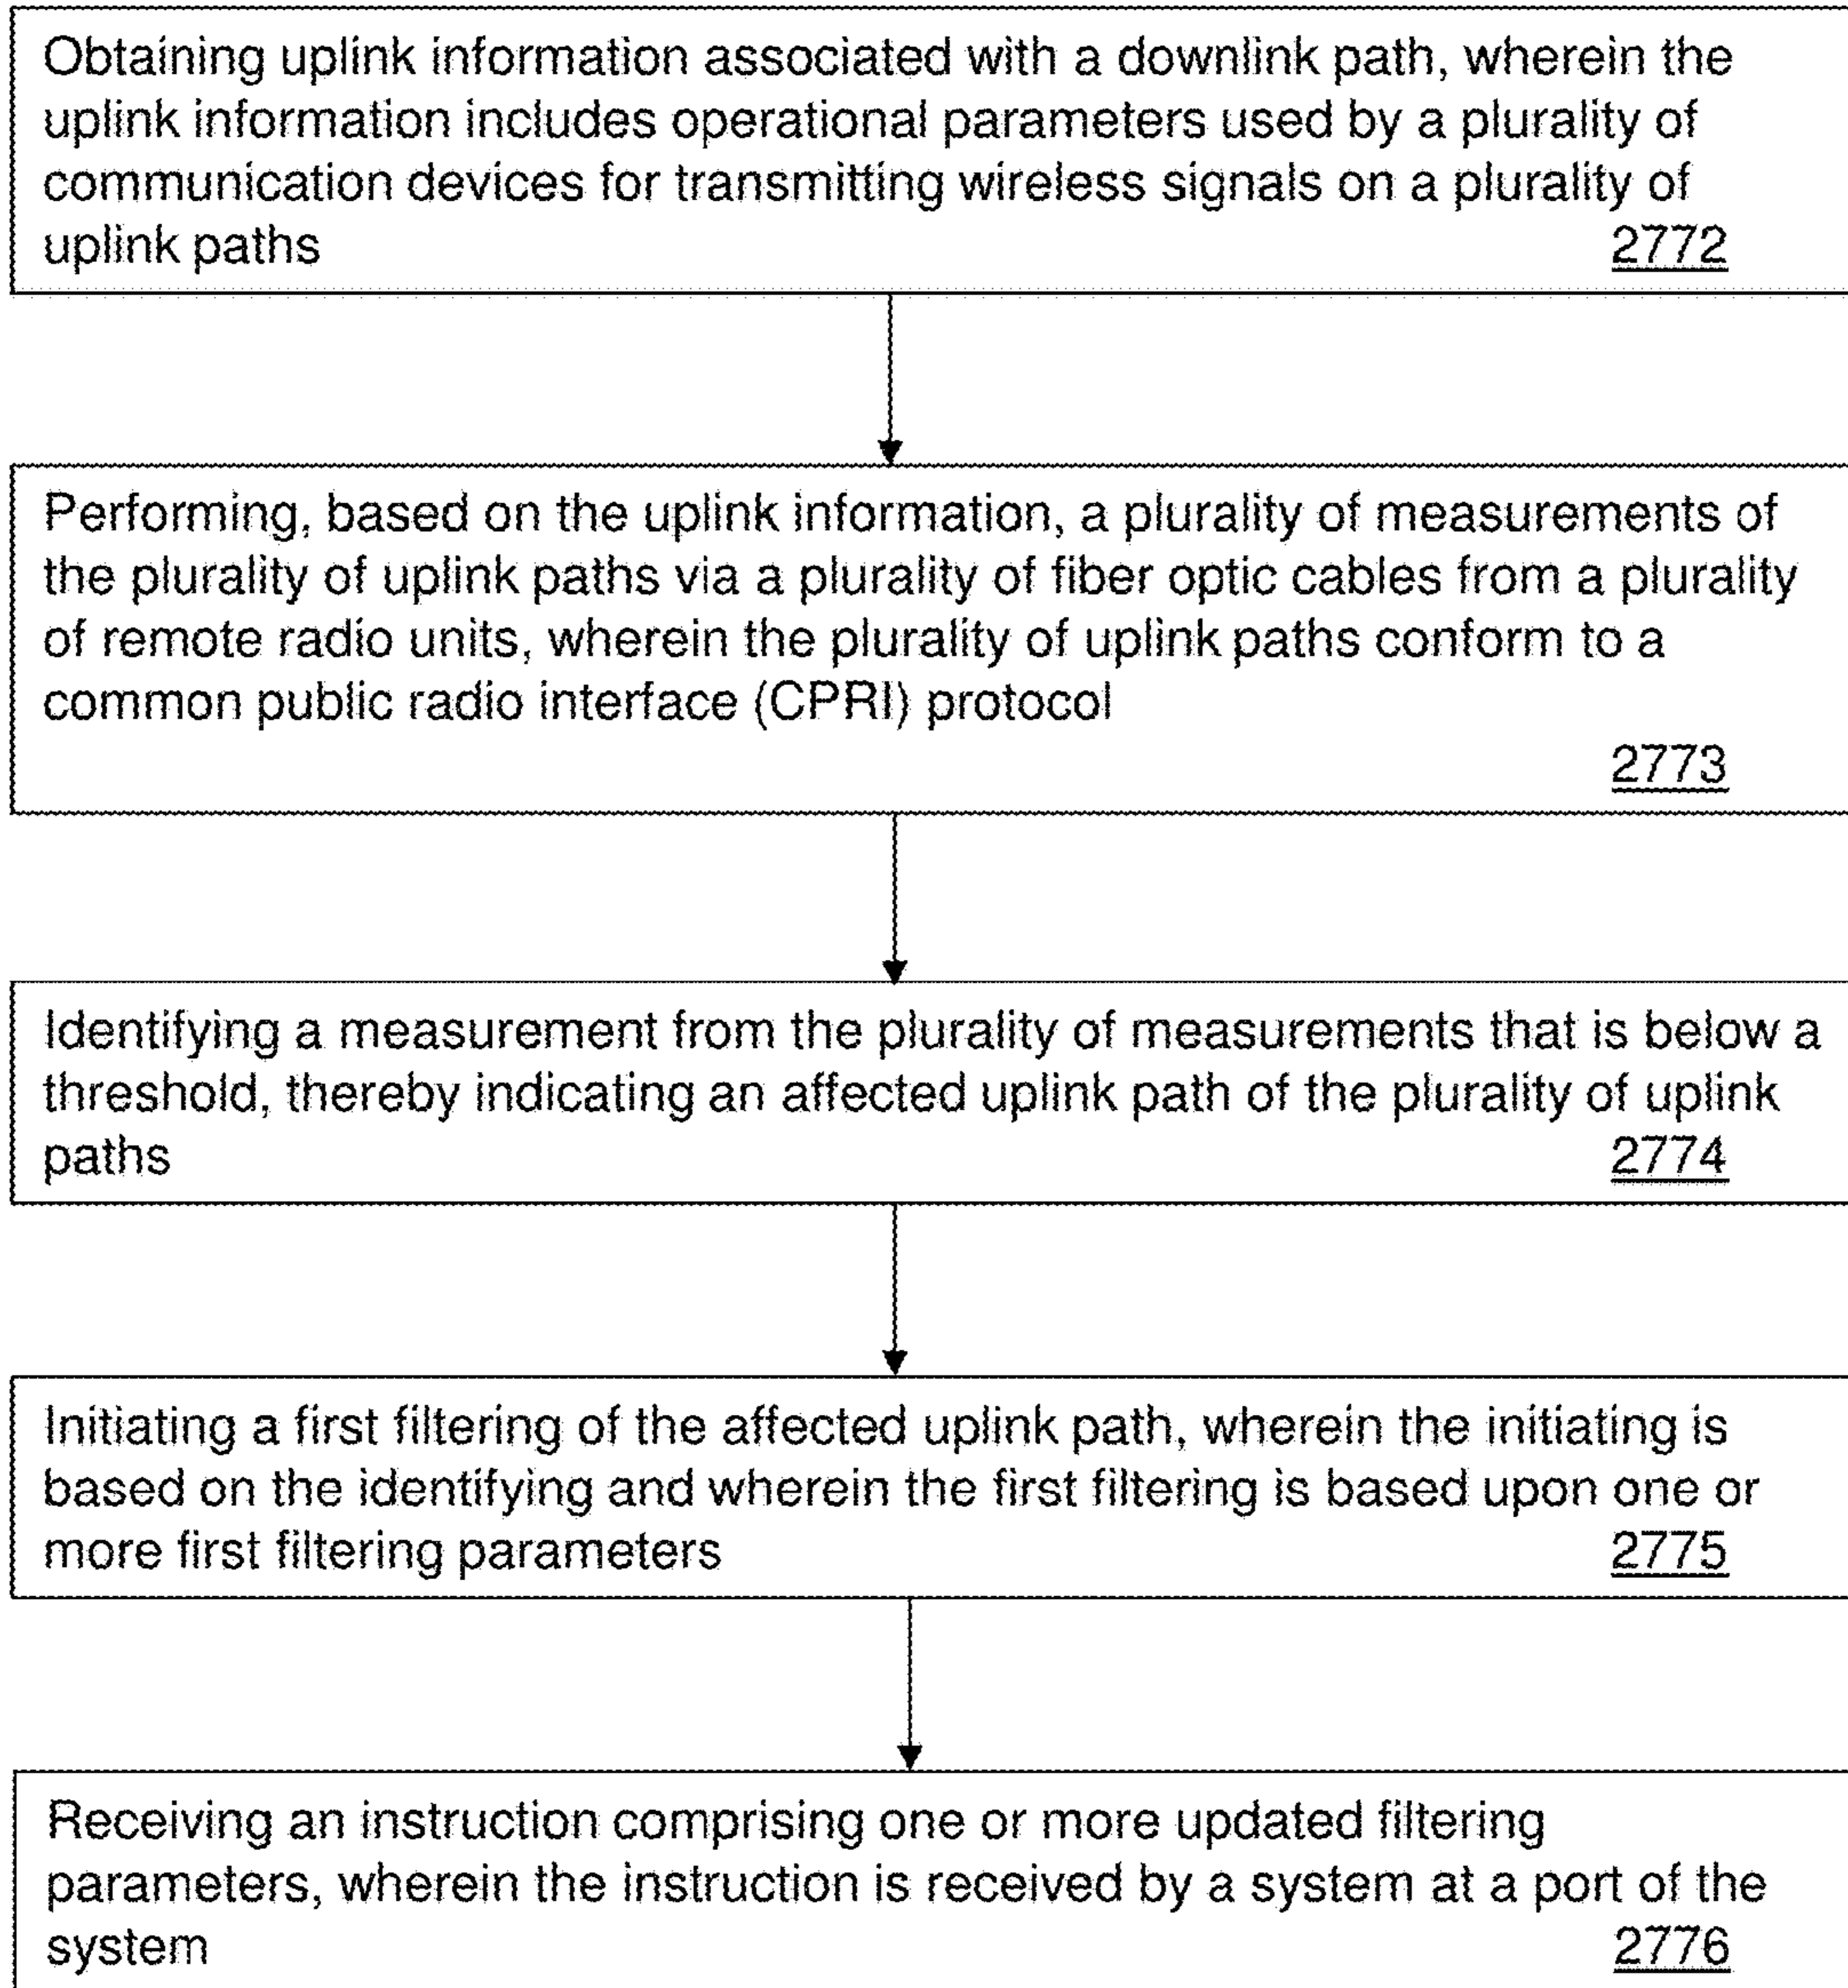 Obtaining uplink information associated with a downlink path, wherein the
uplink information includes operational parameters used by a plurality of
communication devices for transmitting wireless signals on a plurality of
uplink paths 2772
Performing, based on the uplink information, a plurality of measurements of
the plurality of uplink paths via a plurality of fiber optic cables from a plurality
of remote radio units, wherein the plurality of uplink paths conform to a
common public radio interface (CPRI) protocol
2773
Identifying a measurement from the plurality of measurements that is below a
threshold, thereby indicating an affected uplink path of the plurality of uplink
paths 2774
Initiating a first filtering of the affected uplink path, wherein the initiating is
based on the identifying and wherein the first filtering is based upon one or
more first filtering parameters 2775
Receiving an instruction comprising one or more updated filtering
parameters, wherein the instruction is received by a system at a port of the
system 2776